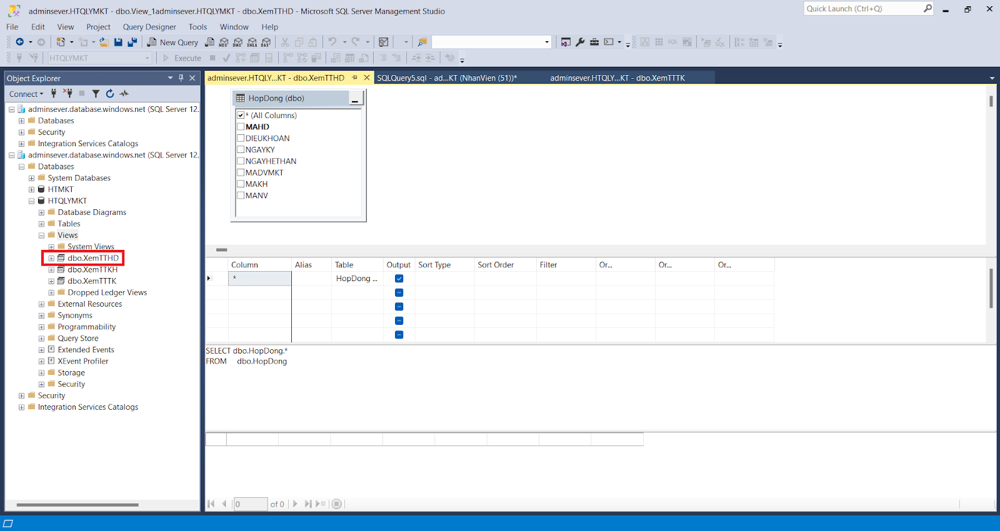 adminsever.HTQLYMKT - dbo.View_1adminsever.HTQLYMKT - dbo.XemTTHD - Microsoft SQL Server Management Studio
Quick Launch (Ctrl+Q)
File Edit View Project Query Designer Tools Window Help
New Query MDX DMX XMLA DAX SQL
HTQLYMKT Execute
Object Explorer
Connect
adminsever.database.windows.net (SQL Server 12.
Databases
Security
Integration Services Catalogs
adminsever.database.windows.net (SQL Server 12.
Databases
System Databases
HTMKT
HTQLYMKT
Database Diagrams
Tables
Views
System Views
dbo.XemTTHD
dbo.XemTTKH
dbo.XemTTTK
Dropped Ledger Views
External Resources
Synonyms
Programmability
Query Store
Extended Events
XEvent Profiler
Storage
Security
Security
Integration Services Catalogs
adminsever.HTQLY...KT - dbo.XemTTHD SQLQuery5.sql - ad...KT (NhanVien (51))* adminsever.HTQLY...KT - dbo.XemTTTK
HopDong (dbo)
* (All Columns)
MAHD
DIEUKHOAN
NGAYKY
NGAYHETHAN
MADVMKT
MAKH
MANV
Column Alias Table Output Sort Type Sort Order Filter Or... Or... Or...
* HopDong ...
SELECT dbo.HopDong.*
FROM dbo.HopDong
0 of 0